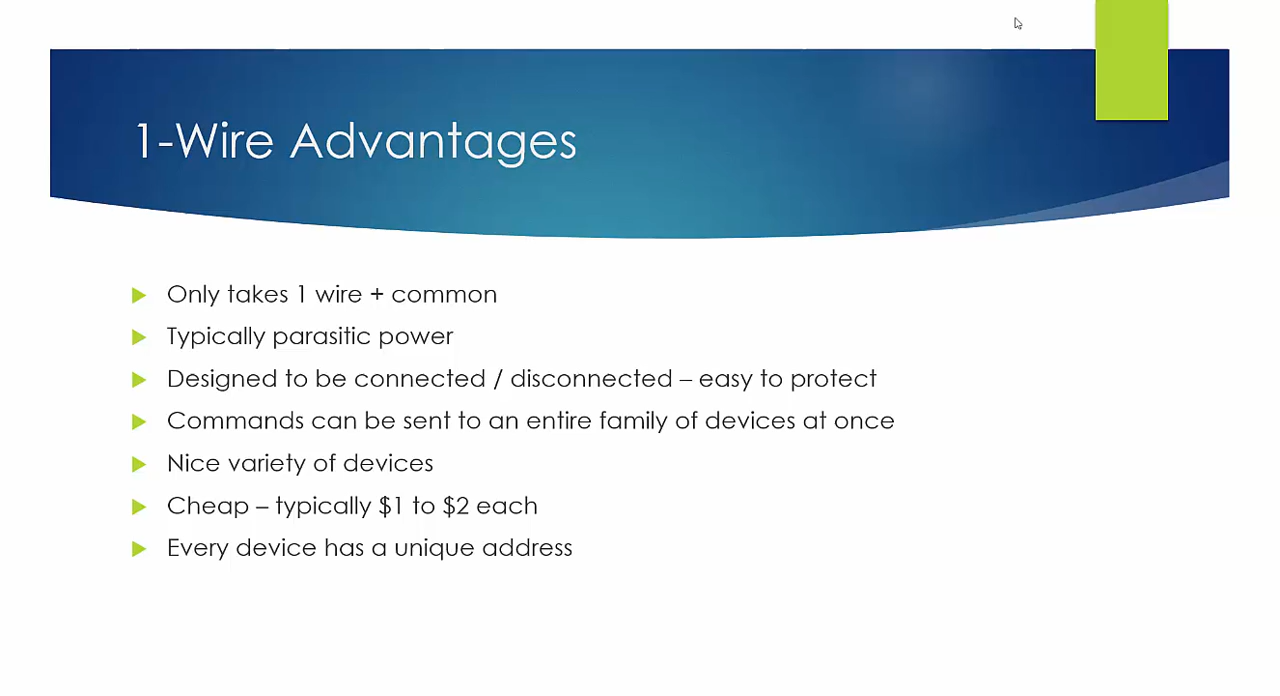 1-Wire Advantages
Only takes 1 wire + common
Typically parasitic power
Designed to be connected / disconnected – easy to protect
Commands can be sent to an entire family of devices at once
Nice variety of devices
Cheap – typically $1 to $2 each
Every device has a unique address